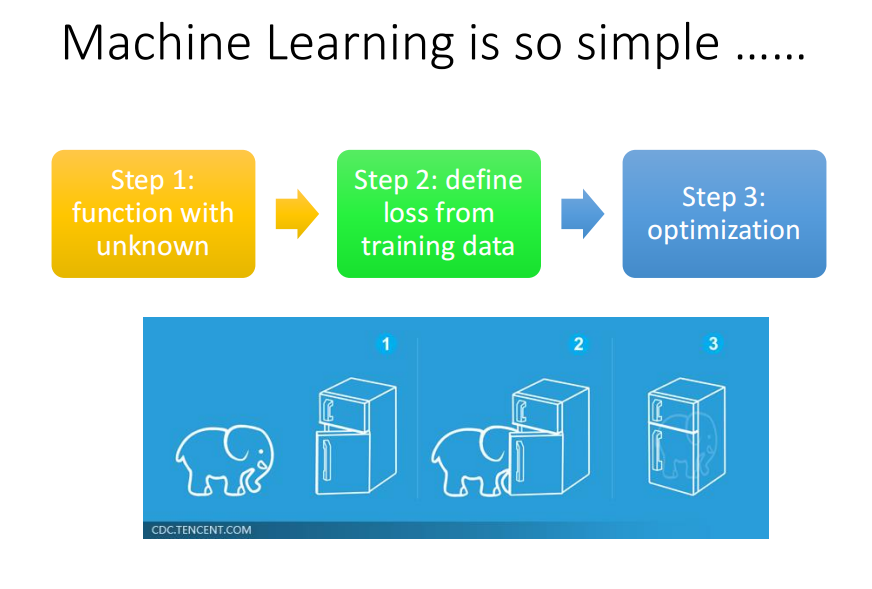 Machine Learning is so simple ……
Step 1:
function with
unknown
Step 2: define
loss from
training data
Step 3:
optimization
1
2
3
CDC.TENCENT.COM